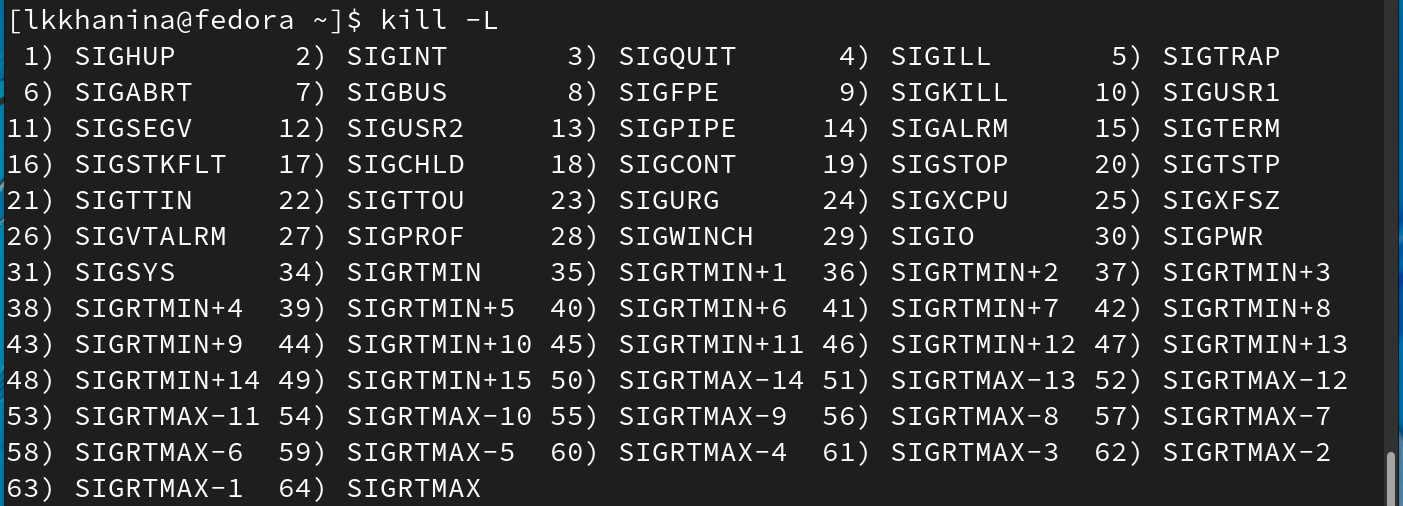 [lkkhanina@fedora ~]$ kill -L
 1) SIGHUP       2) SIGINT       3) SIGQUIT      4) SIGILL       5) SIGTRAP
 6) SIGABRT      7) SIGBUS       8) SIGFPE       9) SIGKILL     10) SIGUSR1
11) SIGSEGV     12) SIGUSR2     13) SIGPIPE     14) SIGALRM     15) SIGTERM
16) SIGSTKFLT   17) SIGCHLD     18) SIGCONT     19) SIGSTOP     20) SIGTSTP
21) SIGTTIN     22) SIGTTOU     23) SIGURG      24) SIGXCPU     25) SIGXFSZ
26) SIGVTALRM   27) SIGPROF     28) SIGWINCH    29) SIGIO       30) SIGPWR
31) SIGSYS      34) SIGRTMIN    35) SIGRTMIN+1  36) SIGRTMIN+2  37) SIGRTMIN+3
38) SIGRTMIN+4  39) SIGRTMIN+5  40) SIGRTMIN+6  41) SIGRTMIN+7  42) SIGRTMIN+8
43) SIGRTMIN+9  44) SIGRTMIN+10 45) SIGRTMIN+11 46) SIGRTMIN+12 47) SIGRTMIN+13
48) SIGRTMIN+14 49) SIGRTMIN+15 50) SIGRTMAX-14 51) SIGRTMAX-13 52) SIGRTMAX-12
53) SIGRTMAX-11 54) SIGRTMAX-10 55) SIGRTMAX-9  56) SIGRTMAX-8  57) SIGRTMAX-7
58) SIGRTMAX-6  59) SIGRTMAX-5  60) SIGRTMAX-4  61) SIGRTMAX-3  62) SIGRTMAX-2
63) SIGRTMAX-1  64) SIGRTMAX